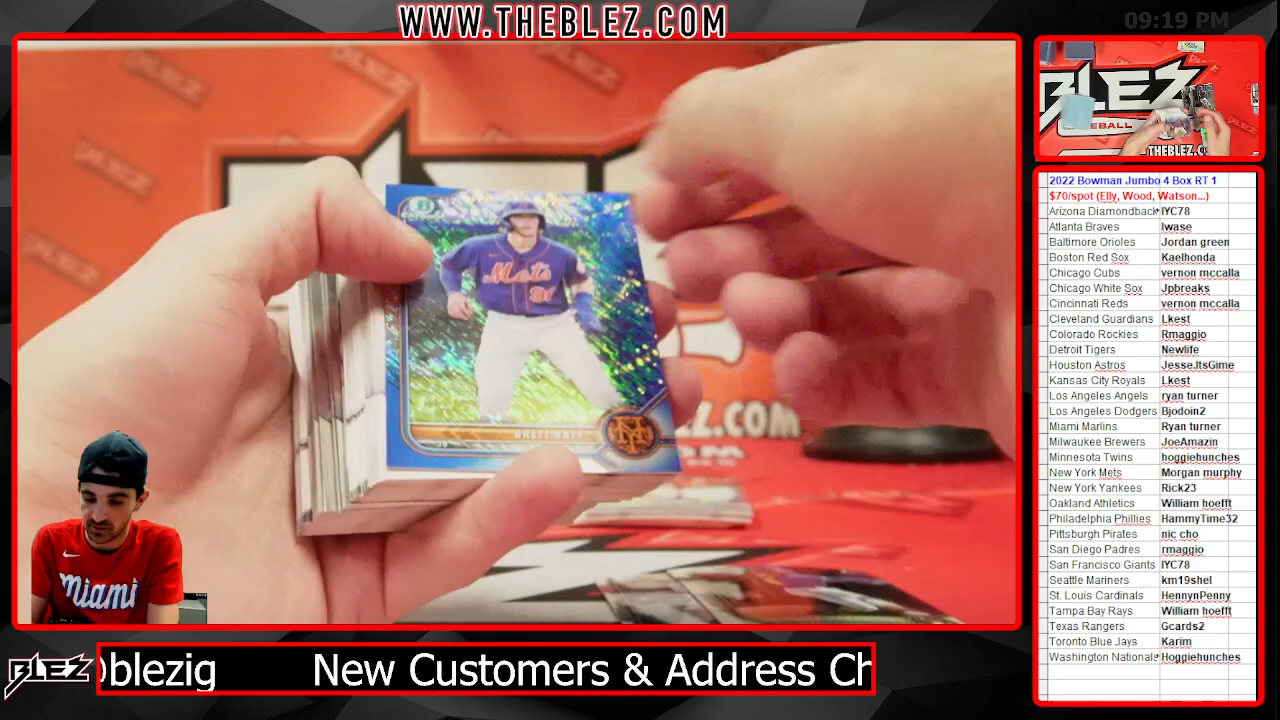 WWW.THEBLEZ.COM
09:19 PM
BLEZ
EBALL
THEBLEZ.C
Mets
BRETT BATY
Z.COM
2022 Bowman Jumbo 4 Box RT 1
$70/spot (Elly, Wood, Watson...)
Arizona Diamondback IYC78
Atlanta Braves Iwase
Baltimore Orioles Jordan green
Boston Red Sox Kaelhonda
Chicago Cubs vernon mccalla
Chicago White Sox Jpbreaks
Cincinnati Reds vernon mccalla
Cleveland Guardians Lkest
Colorado Rockies Rmaggio
Detroit Tigers Newlife
Houston Astros Jesse.ItsGime
Kansas City Royals Lkest
Los Angeles Angels ryan turner
Los Angeles Dodgers Bjodoin2
Miami Marlins Ryan turner
Milwaukee Brewers JoeAmazin
Minnesota Twins hoggiehunches
New York Mets Morgan murphy
New York Yankees Rick23
Oakland Athletics William hoefft
Philadelphia Phillies HammyTime32
Pittsburgh Pirates nic cho
San Diego Padres rmaggio
San Francisco Giants IYC78
Seattle Mariners km19shel
St. Louis Cardinals HennynPenny
Tampa Bay Rays William hoefft
Texas Rangers Gcards2
Toronto Blue Jays Karim
Washington Nationals Hoggiehunches
Miami
BLEZ
blezig New Customers & Address Ch